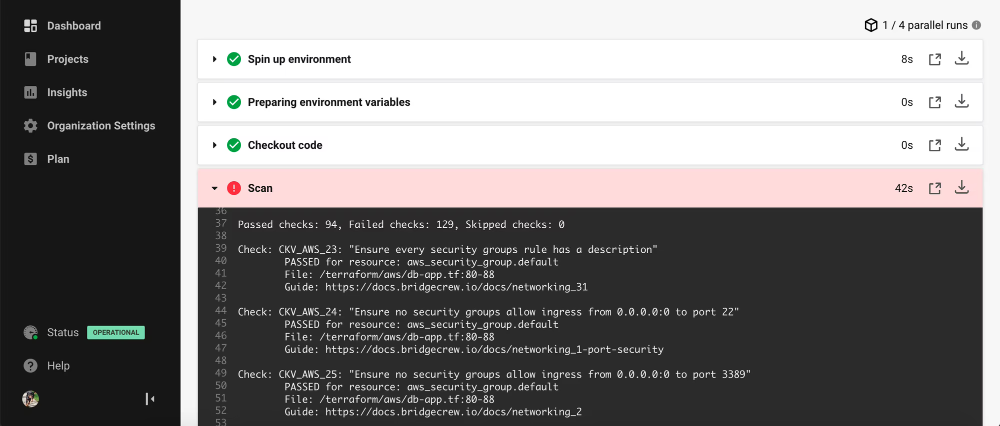 Dashboard
Projects
Insights
Organization Settings
Plan
Status OPERATIONAL
Help
1 / 4 parallel runs
Spin up environment 8s
Preparing environment variables 0s
Checkout code 0s
Scan 42s
36
37 Passed checks: 94, Failed checks: 129, Skipped checks: 0
38
39 Check: CKV_AWS_23: "Ensure every security groups rule has a description"
40 PASSED for resource: aws_security_group.default
41 File: /terraform/aws/db-app.tf:80-88
42 Guide: https://docs.bridgecrew.io/docs/networking_31
43
44 Check: CKV_AWS_24: "Ensure no security groups allow ingress from 0.0.0.0:0 to port 22"
45 PASSED for resource: aws_security_group.default
46 File: /terraform/aws/db-app.tf:80-88
47 Guide: https://docs.bridgecrew.io/docs/networking_1-port-security
48
49 Check: CKV_AWS_25: "Ensure no security groups allow ingress from 0.0.0.0:0 to port 3389"
50 PASSED for resource: aws_security_group.default
51 File: /terraform/aws/db-app.tf:80-88
52 Guide: https://docs.bridgecrew.io/docs/networking_2
53